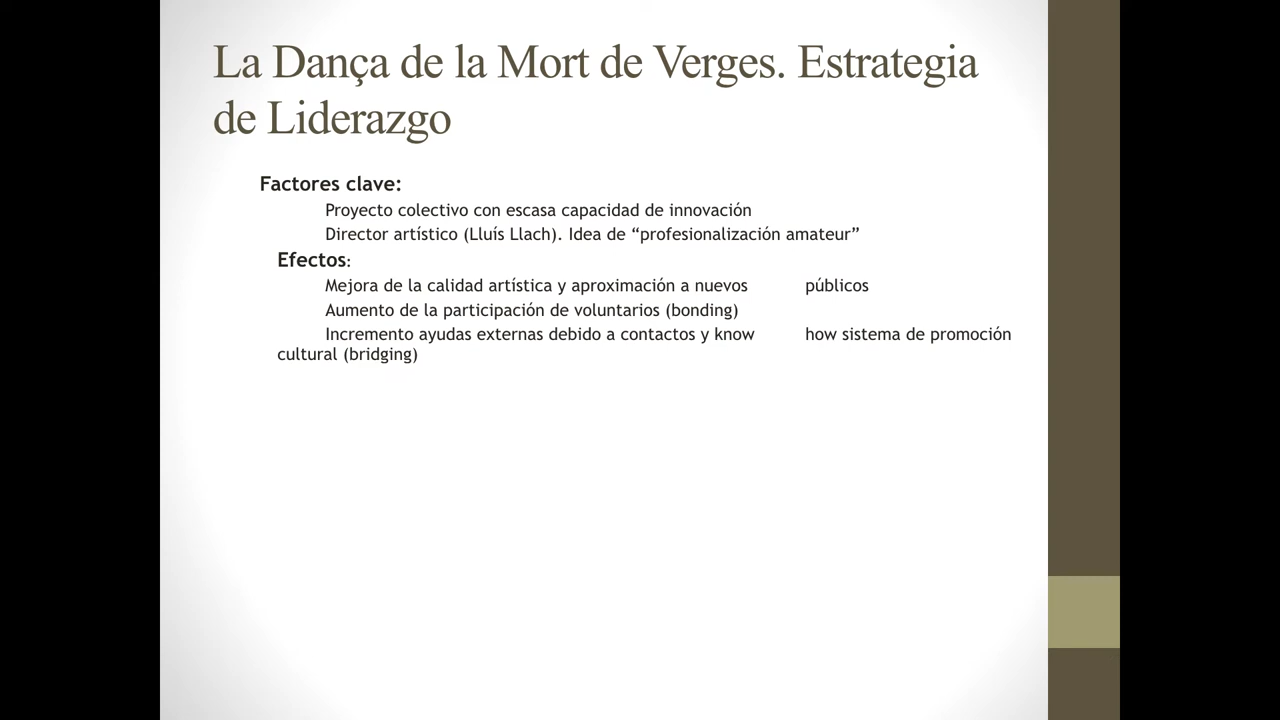 La Dança de la Mort de Verges. Estrategia
de Liderazgo
Factores clave:
Proyecto colectivo con escasa capacidad de innovación
Director artístico (Lluís Llach). Idea de “profesionalización amateur”
Efectos:
Mejora de la calidad artística y aproximación a nuevos públicos
Aumento de la participación de voluntarios (bonding)
Incremento ayudas externas debido a contactos y know how sistema de promoción
cultural (bridging)